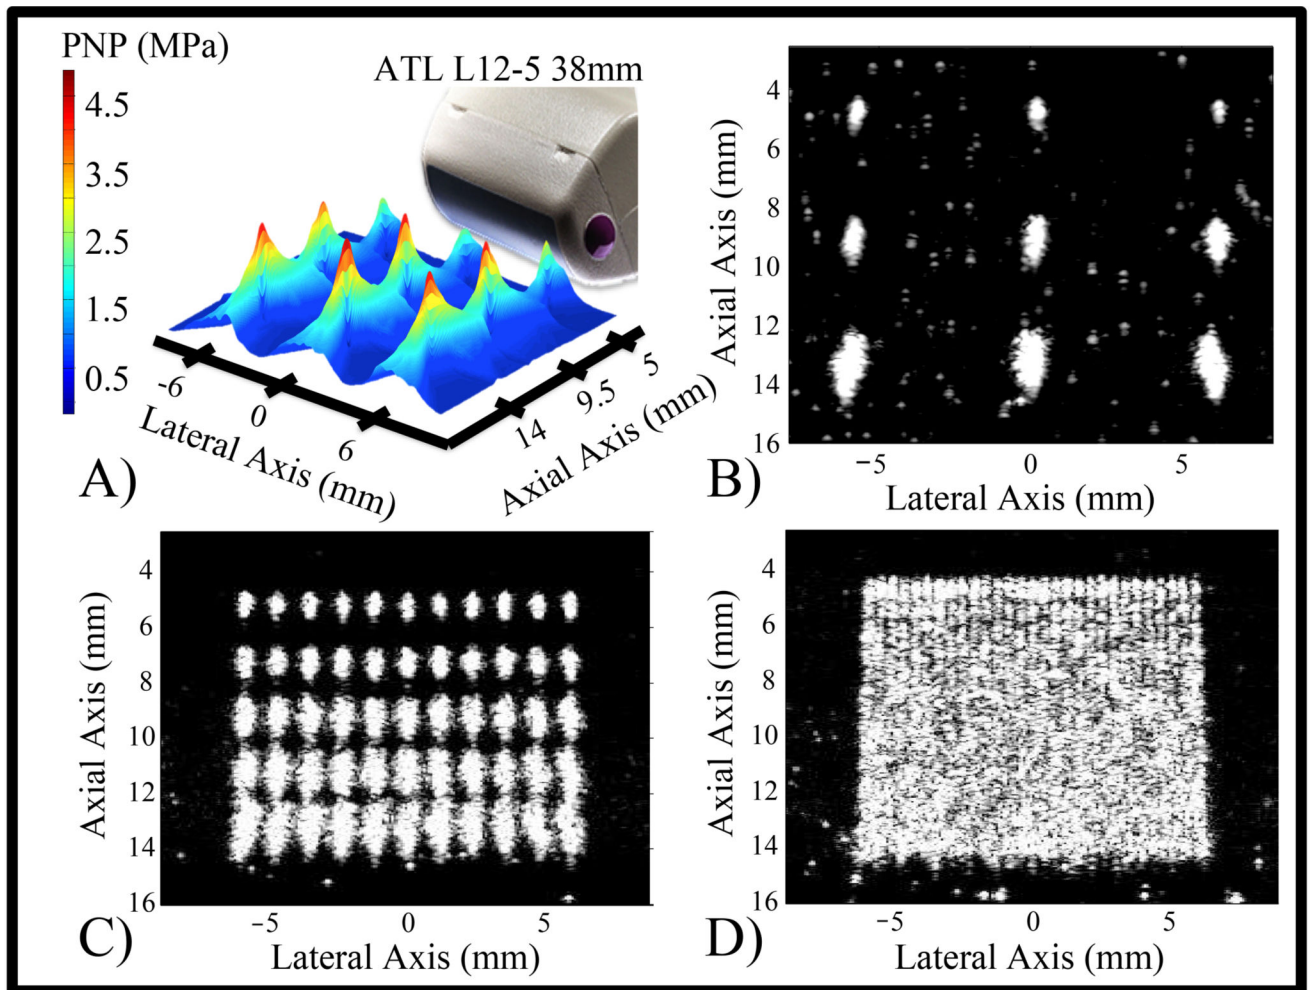 PNP (MPa)
4.5
3.5
2.5
1.5
0.5
ATL L12-5 38mm
-6
0
6
Lateral Axis (mm)
14
9.5
5
Axial Axis (mm)
A)
4
6
8
10
12
14
16
Axial Axis (mm)
−5
0
5
Lateral Axis (mm)
B)
4
6
8
10
12
14
16
Axial Axis (mm)
−5
0
5
Lateral Axis (mm)
C)
4
6
8
10
12
14
16
Axial Axis (mm)
−5
0
5
Lateral Axis (mm)
D)